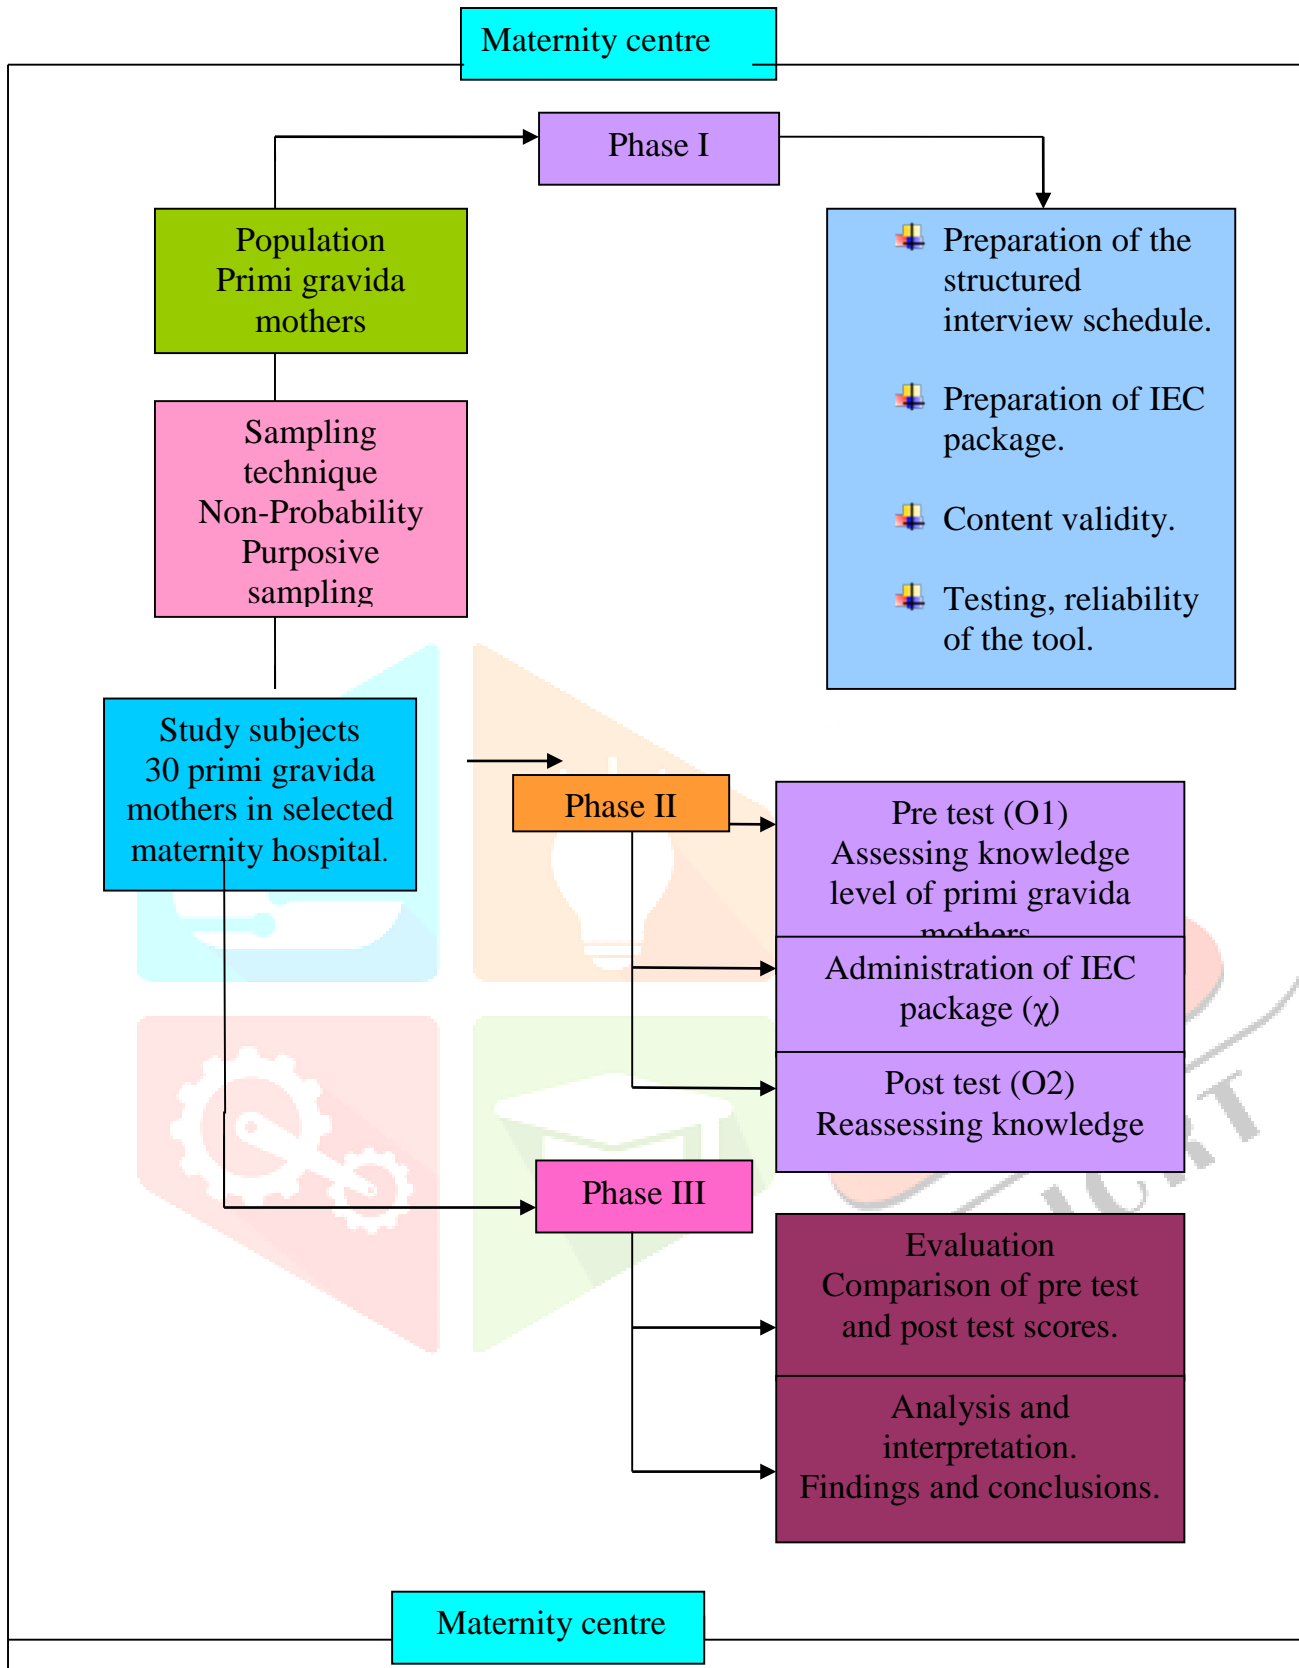 Maternity centre
Phase I
Population
Primi gravida
mothers
Preparation of the
structured
interview schedule.
Preparation of IEC
package.
Content validity.
Testing, reliability
of the tool.
Sampling
technique
Non-Probability
Purposive
sampling
Study subjects
30 primi gravida
mothers in selected
maternity hospital.
Phase II
Pre test (O1)
Assessing knowledge
level of primi gravida
mothers
Administration of IEC
package (χ)
Post test (O2)
Reassessing knowledge
Phase III
Evaluation
Comparison of pre test
and post test scores.
Analysis and
interpretation.
Findings and conclusions.
Maternity centre